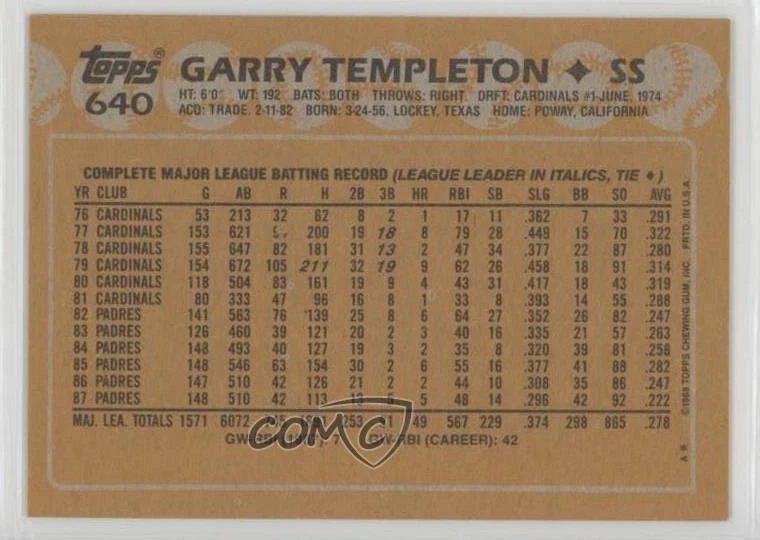 Topps® GARRY TEMPLETON ✦ SS
640 HT: 6'0" WT: 192 BATS: BOTH THROWS: RIGHT DRFT: CARDINALS #1-JUNE, 1974
ACQ: TRADE, 2-11-82 BORN: 3-24-56, LOCKEY, TEXAS HOME: POWAY, CALIFORNIA
COMPLETE MAJOR LEAGUE BATTING RECORD (LEAGUE LEADER IN ITALICS, TIE ♦)
YR CLUB G AB R H 2B 3B HR RBI SB SLG BB SO AVG
76 CARDINALS 53 213 32 62 8 2 1 17 11 .362 7 33 .291
77 CARDINALS 153 621 200 19 18 8 79 28 .449 15 70 .322
78 CARDINALS 155 647 82 181 31 13 2 47 34 .377 22 87 .280
79 CARDINALS 154 672 105 211 32 19 9 62 26 .458 18 91 .314
80 CARDINALS 118 504 83 161 19 9 4 43 31 .417 18 43 .319
81 CARDINALS 80 333 47 96 16 8 1 33 8 .393 14 55 .288
82 PADRES 141 563 76 139 25 8 6 64 27 .352 26 82 .247
83 PADRES 126 460 39 121 20 2 3 40 16 .335 21 57 .263
84 PADRES 148 493 40 127 19 3 2 35 8 .320 39 81 .258
85 PADRES 148 546 63 154 30 2 6 55 16 .377 41 88 .282
86 PADRES 147 510 42 126 21 2 2 44 10 .308 35 86 .247
87 PADRES 148 510 42 113 5 48 14 .296 42 92 .222
MAJ. LEA. TOTALS 1571 6072 253 49 567 229 .374 298 865 .278
GW-RBI 7 GW-RBI (CAREER): 42
COMC
©1988 TOPPS CHEWING GUM, INC. PRTD. IN U.S.A.